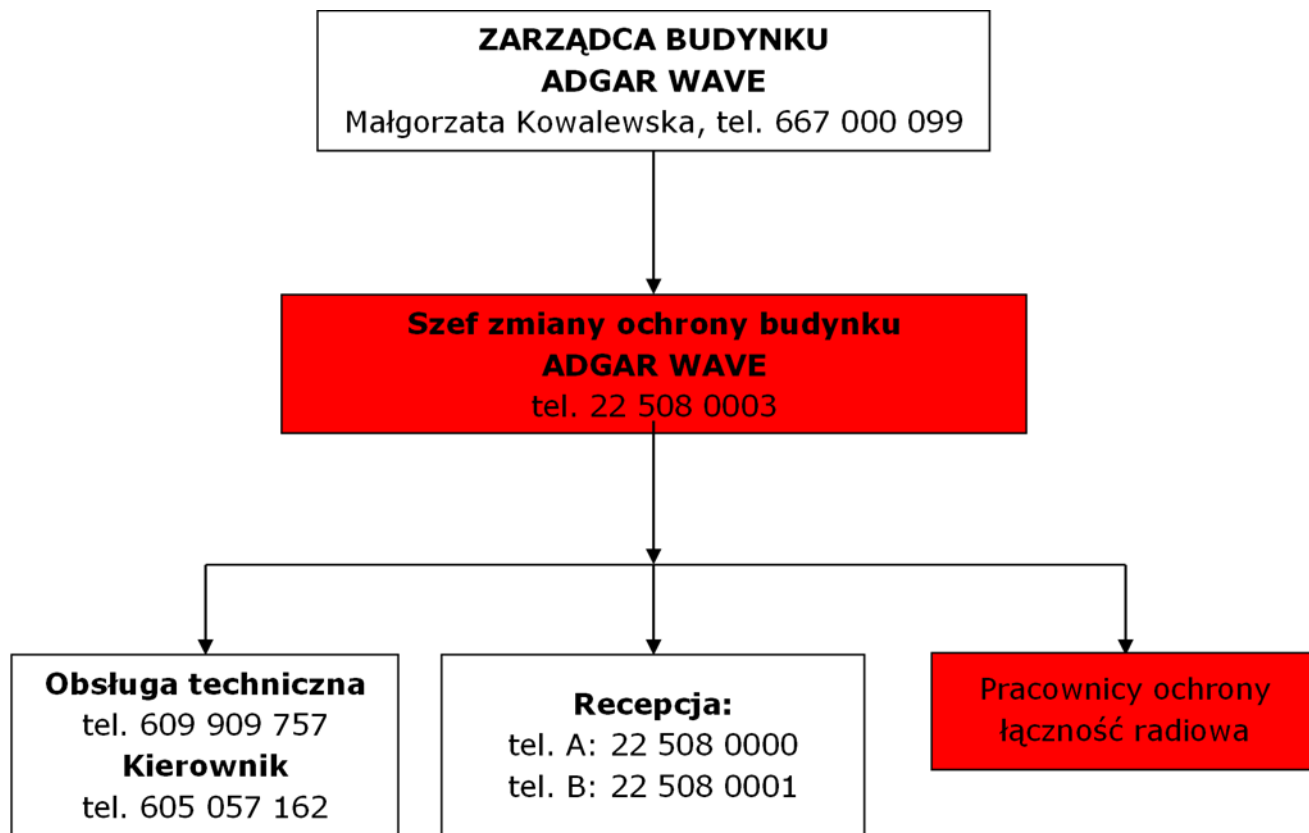 ZARZĄDCA BUDYNKU
ADGAR WAVE
Małgorzata Kowalewska, tel. 667 000 099
Szef zmiany ochrony budynku
ADGAR WAVE
tel. 22 508 0003
Obsługa techniczna
tel. 609 909 757
Kierownik
tel. 605 057 162
Recepcja:
tel. A: 22 508 0000
tel. B: 22 508 0001
Pracownicy ochrony
łączność radiowa